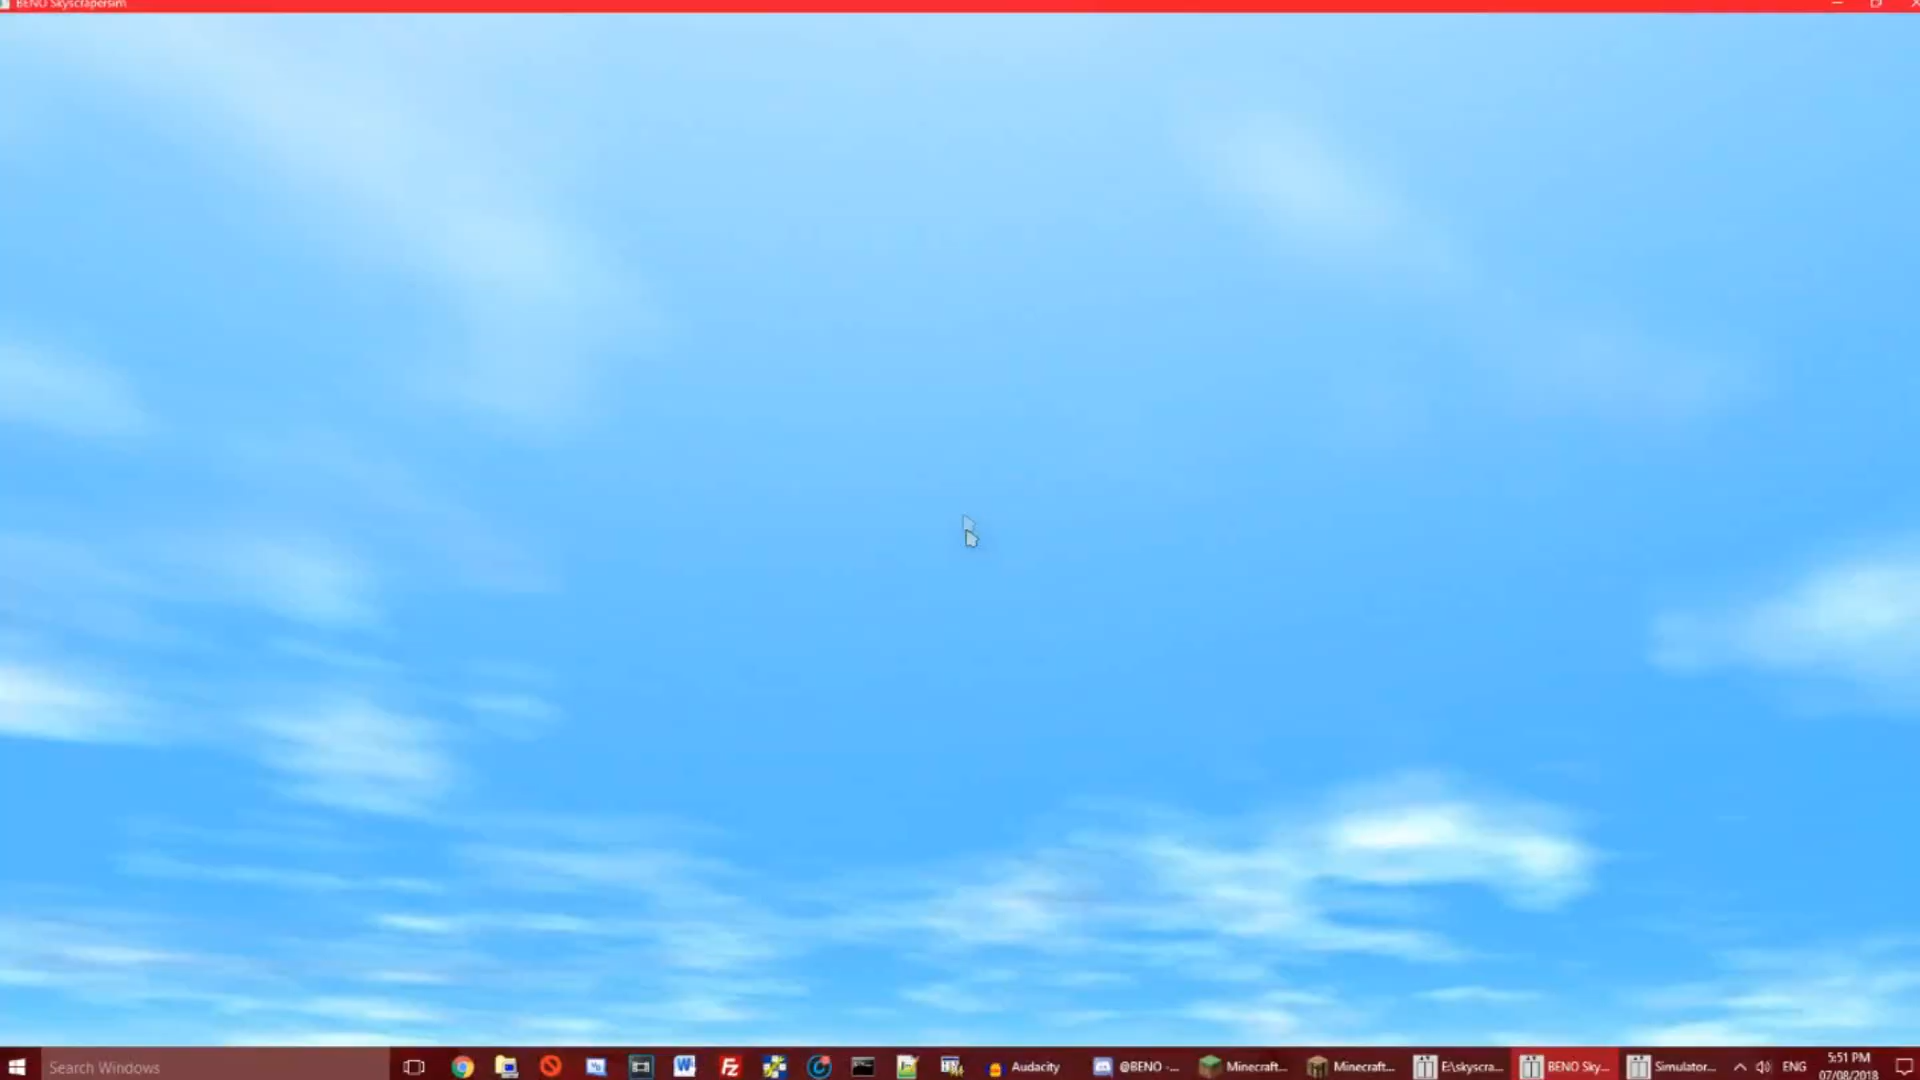 BENO Skyscrapersim
Search Windows
Audacity
@BENO -...
Minecraft...
Minecraft...
E:\skyscra...
BENO Sky...
Simulator...
ENG
5:51 PM
07/08/2018